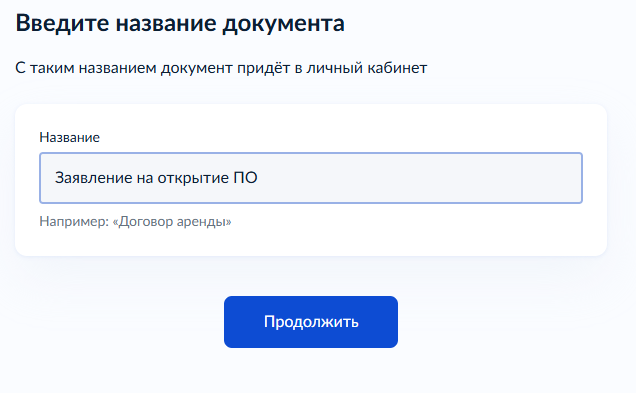 Введите название документа
С таким названием документ придёт в личный кабинет
Название
Заявление на открытие ПО
Например: «Договор аренды»
Продолжить